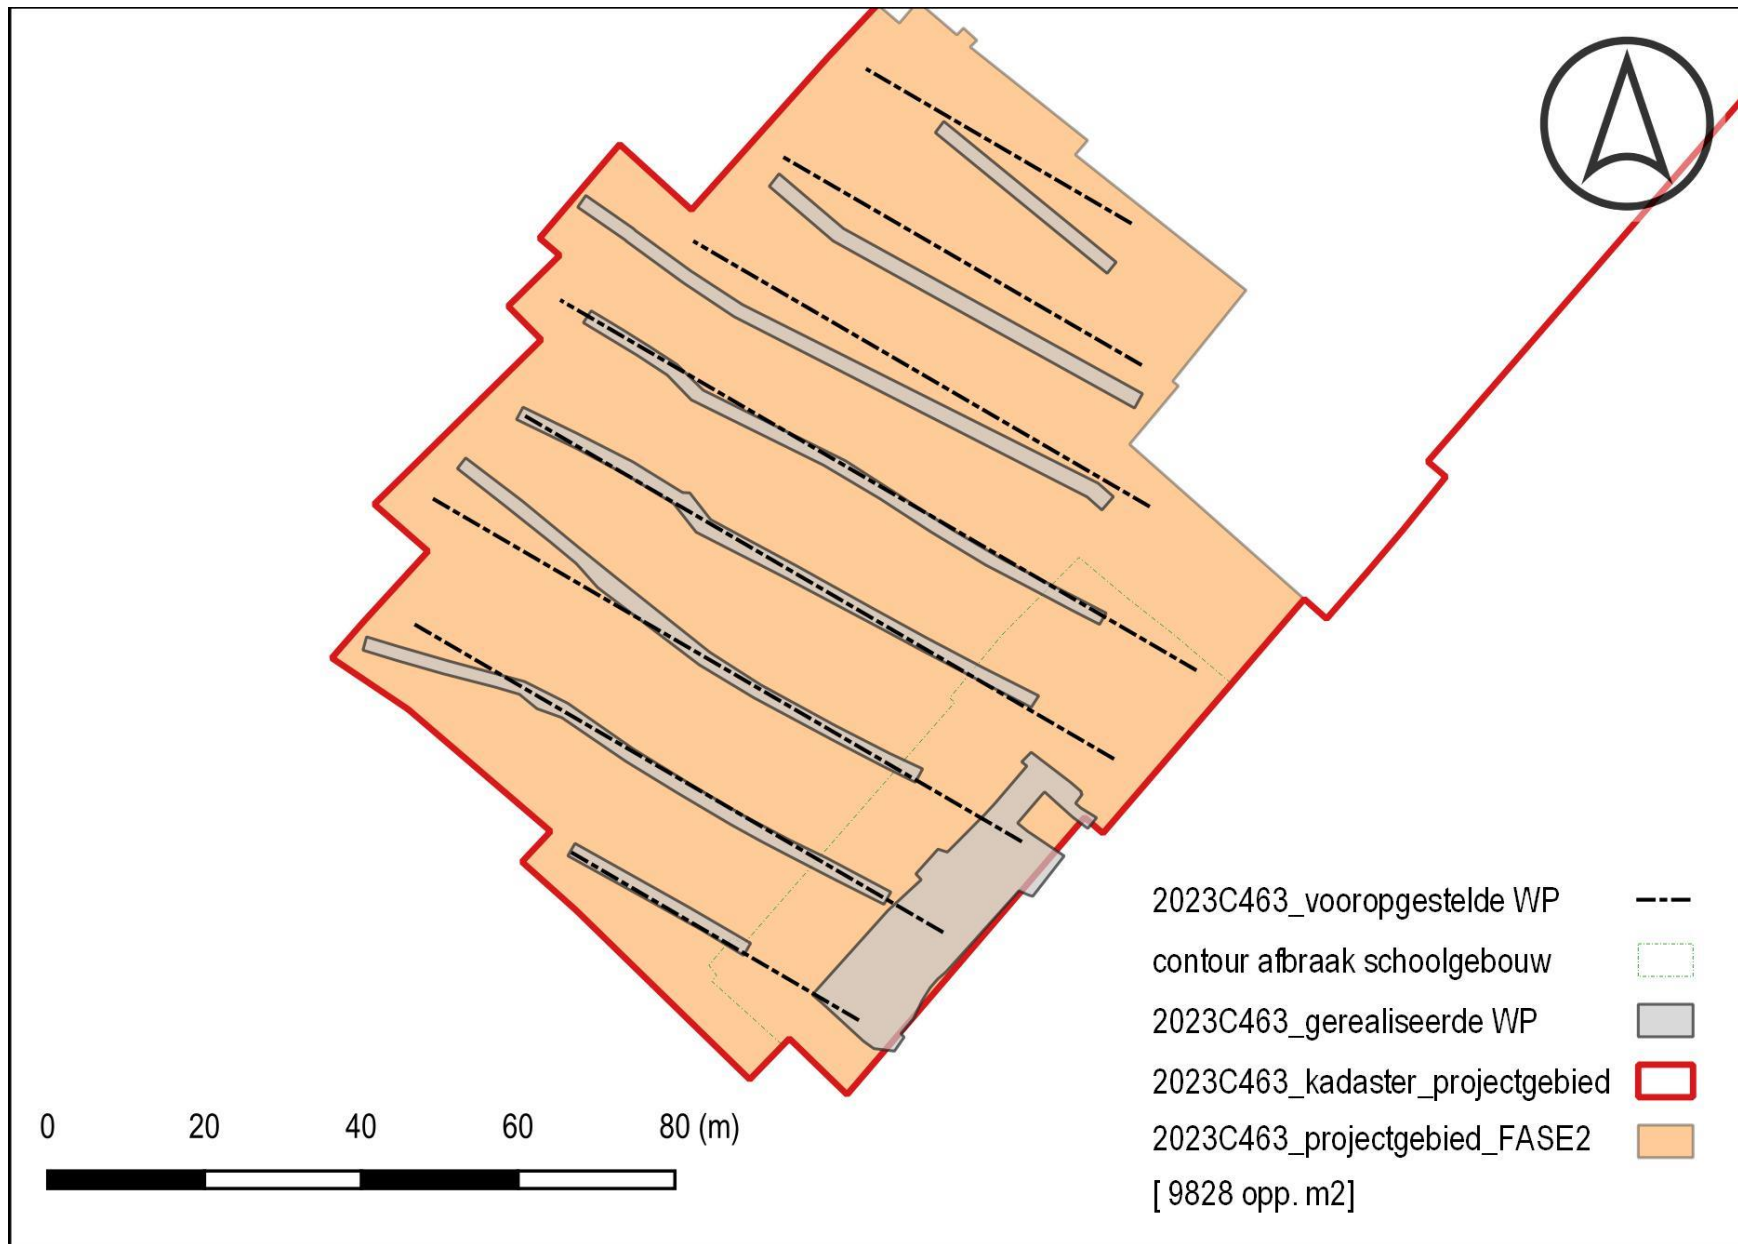 2023C463_vooropgestelde WP
contour afbraak schoolgebouw
2023C463_gerealiseerde WP
2023C463_kadaster_projectgebied
2023C463_projectgebied_FASE2
[ 9828 opp. m2]
0 20 40 60 80 (m)